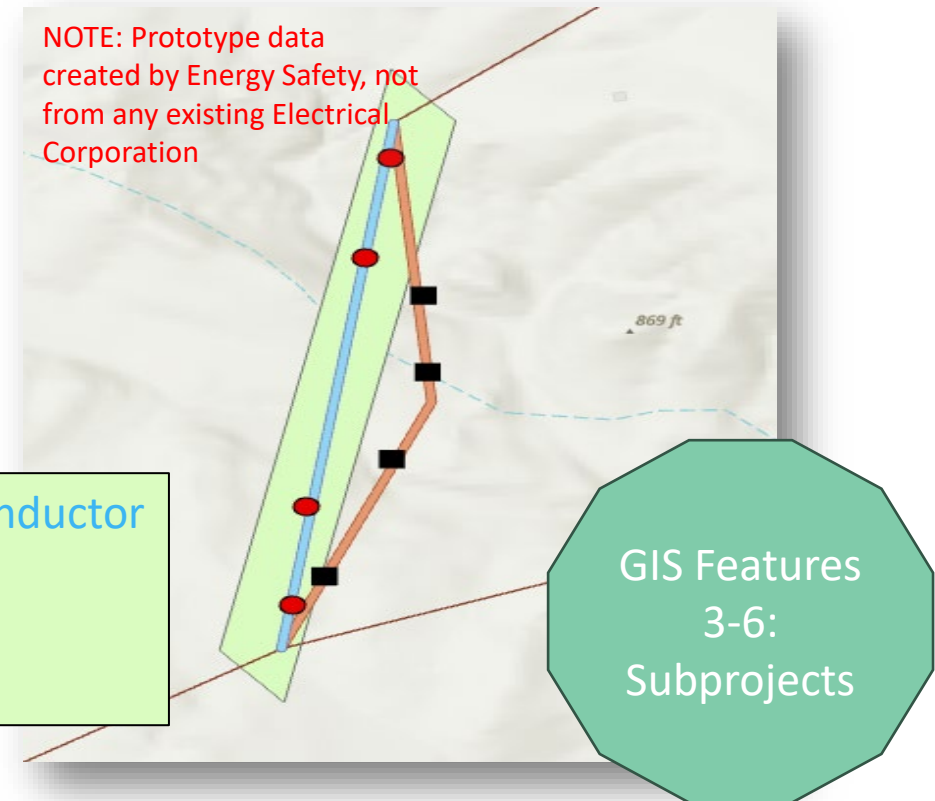 NOTE: Prototype data
created by Energy Safety, not
from any existing Electrical
Corporation
869 ft
GIS Features
3-6:
Subprojects